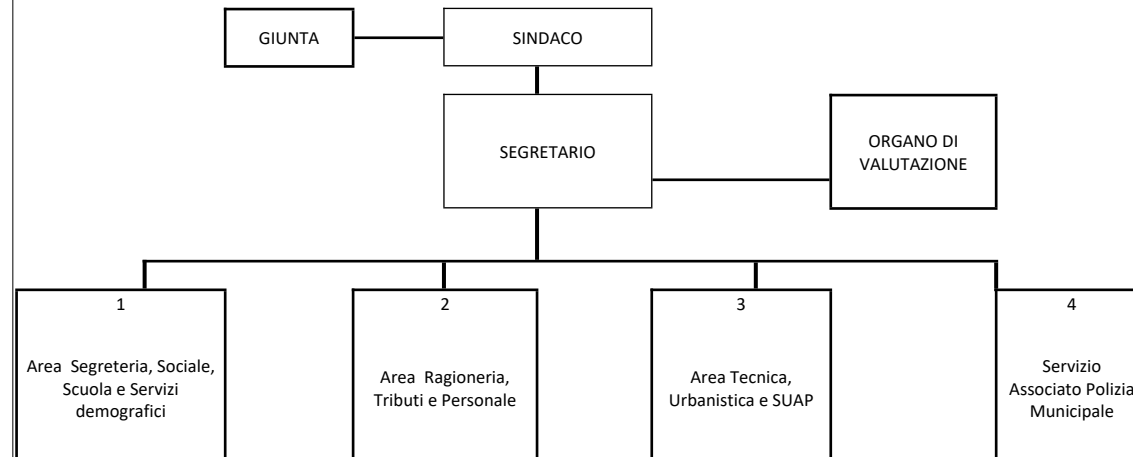 GIUNTA
SINDACO
SEGRETARIO
ORGANO DI
VALUTAZIONE
1
Area Segreteria, Sociale,
Scuola e Servizi
demografici
2
Area Ragioneria,
Tributi e Personale
3
Area Tecnica,
Urbanistica e SUAP
4
Servizio
Associato Polizia
Municipale